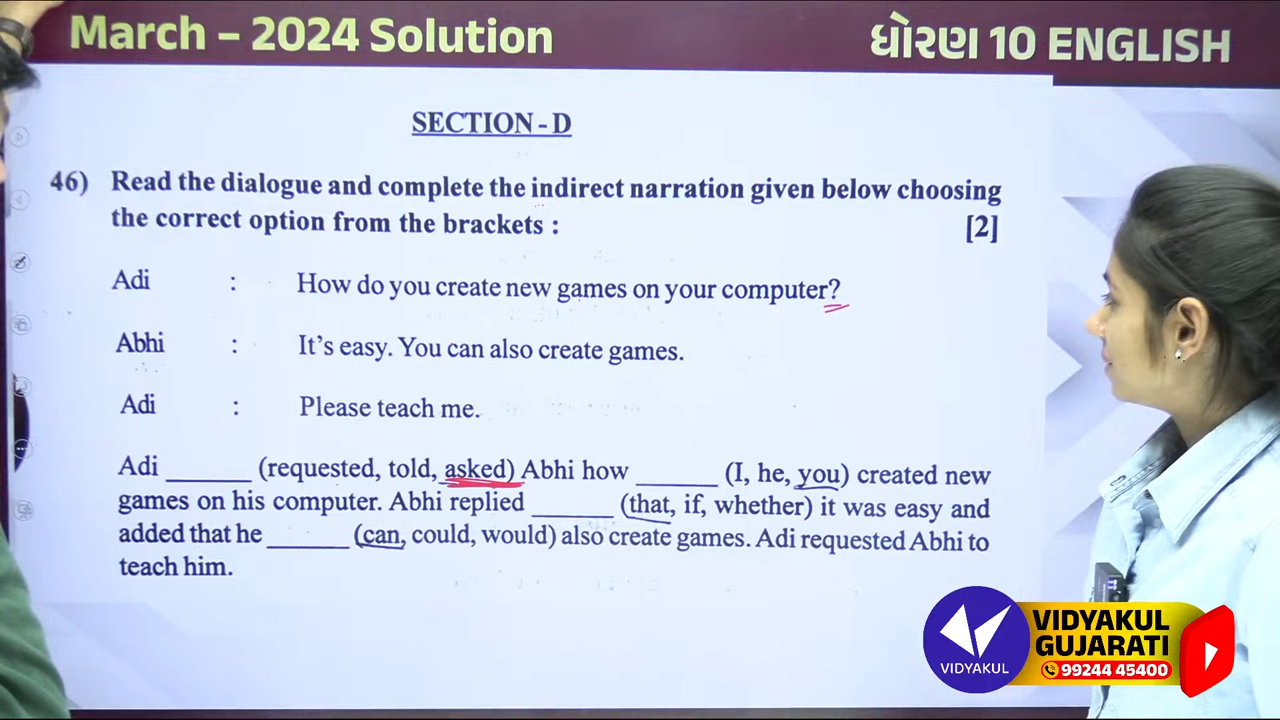 March – 2024 Solution
ધોરણ 10 ENGLISH
SECTION - D
46) Read the dialogue and complete the indirect narration given below choosing
the correct option from the brackets : [2]
Adi : How do you create new games on your computer?
Abhi : It's easy. You can also create games.
Adi : Please teach me.
Adi ______ (requested, told, asked) Abhi how ______ (I, he, you) created new
games on his computer. Abhi replied ______ (that, if, whether) it was easy and
added that he ______ (can, could, would) also create games. Adi requested Abhi to
teach him.
VIDYAKUL
VIDYAKUL
GUJARATI
99244 45400